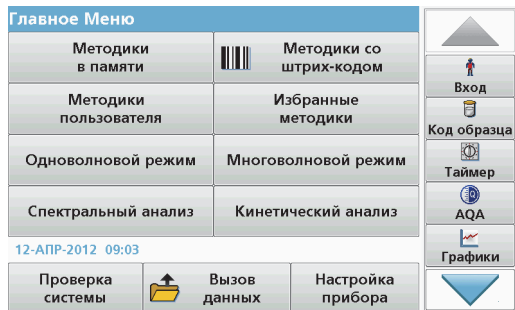 Главное Меню
Методики
в памяти
Методики со
штрих-кодом
Методики
пользователя
Избранные
методики
Одноволновой режим
Многоволновой режим
Спектральный анализ
Кинетический анализ
12-АПР-2012 09:03
Проверка
системы
Вызов
данных
Настройка
прибора
Вход
Код образца
Таймер
AQA
Графики